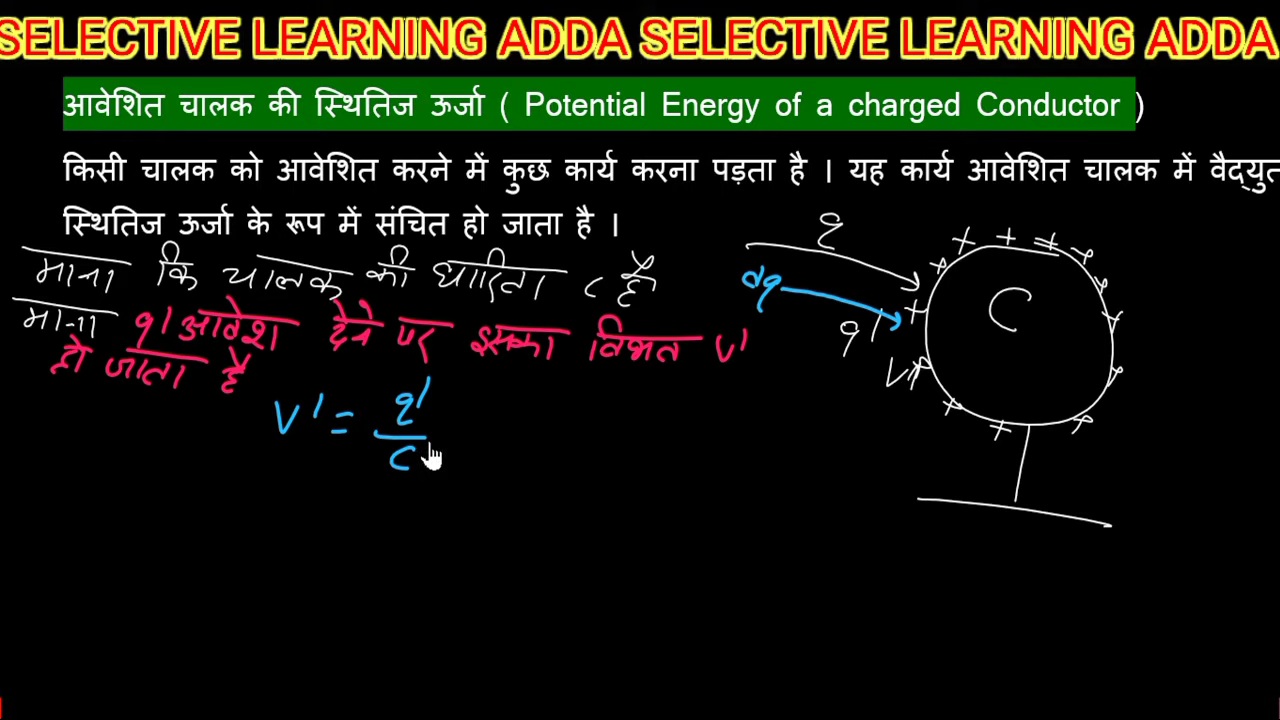 SELECTIVE LEARNING ADDA SELECTIVE LEARNING ADDA
आवेशित चालक की स्थितिज ऊर्जा ( Potential Energy of a charged Conductor )
किसी चालक को आवेशित करने में कुछ कार्य करना पड़ता है । यह कार्य आवेशित चालक में वैद्युत
स्थितिज ऊर्जा के रूप में संचित हो जाता है ।
माना कि चालक की धारिता C है
माना q' आवेश देने पर इसका विभव V'
हो जाता है
V' = q'
C
q
dq
q'
V'
C